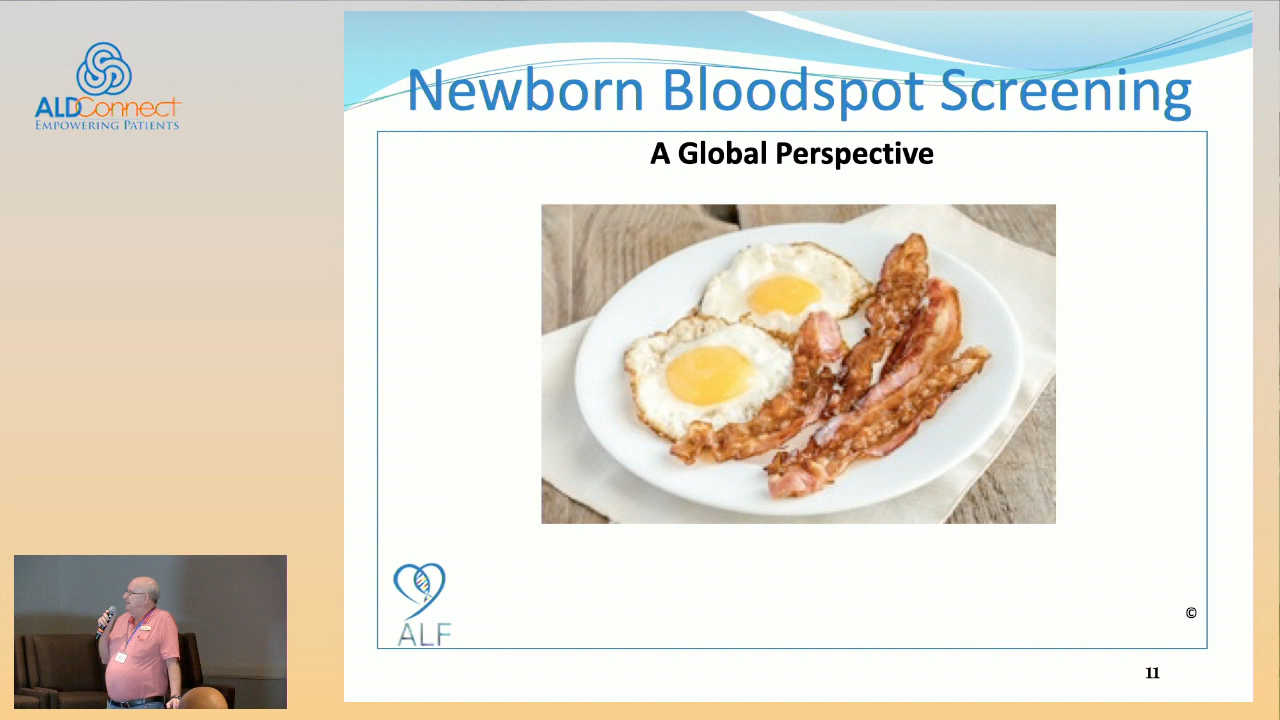 ALDConnect
EMPOWERING PATIENTS
Newborn Bloodspot Screening
A Global Perspective
ALF
©
11